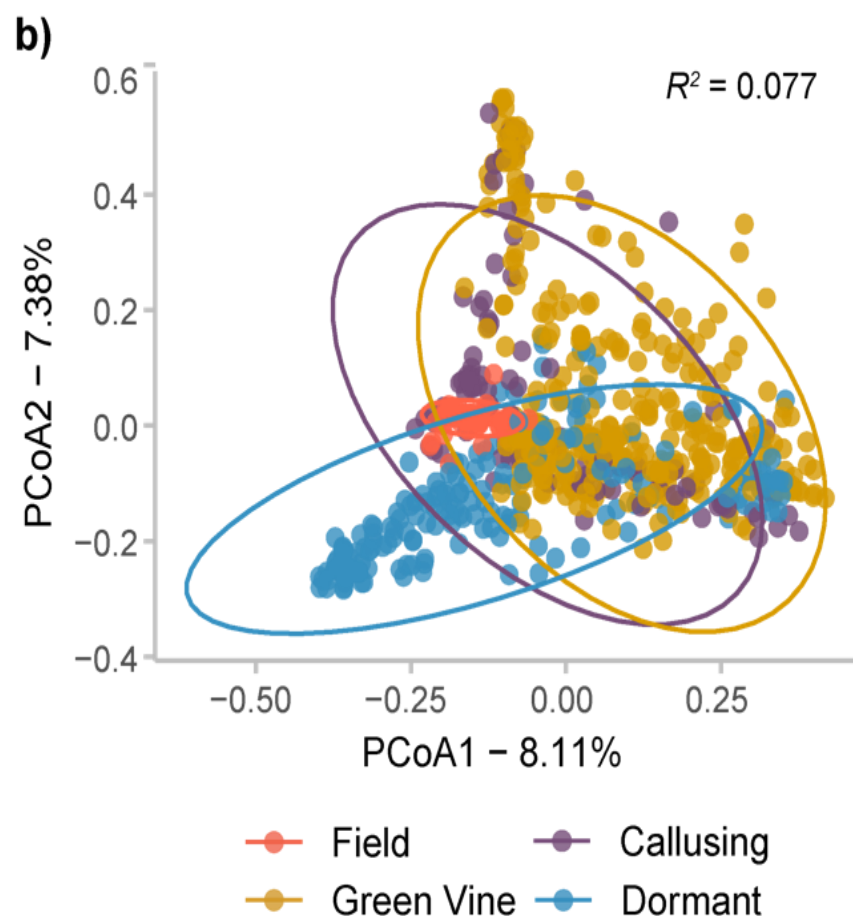 b)
R² = 0.077
0.6
0.4
0.2
0.0
−0.2
−0.4
PCoA2 − 7.38%
−0.50 −0.25 0.00 0.25
PCoA1 − 8.11%
Field Callusing
Green Vine Dormant